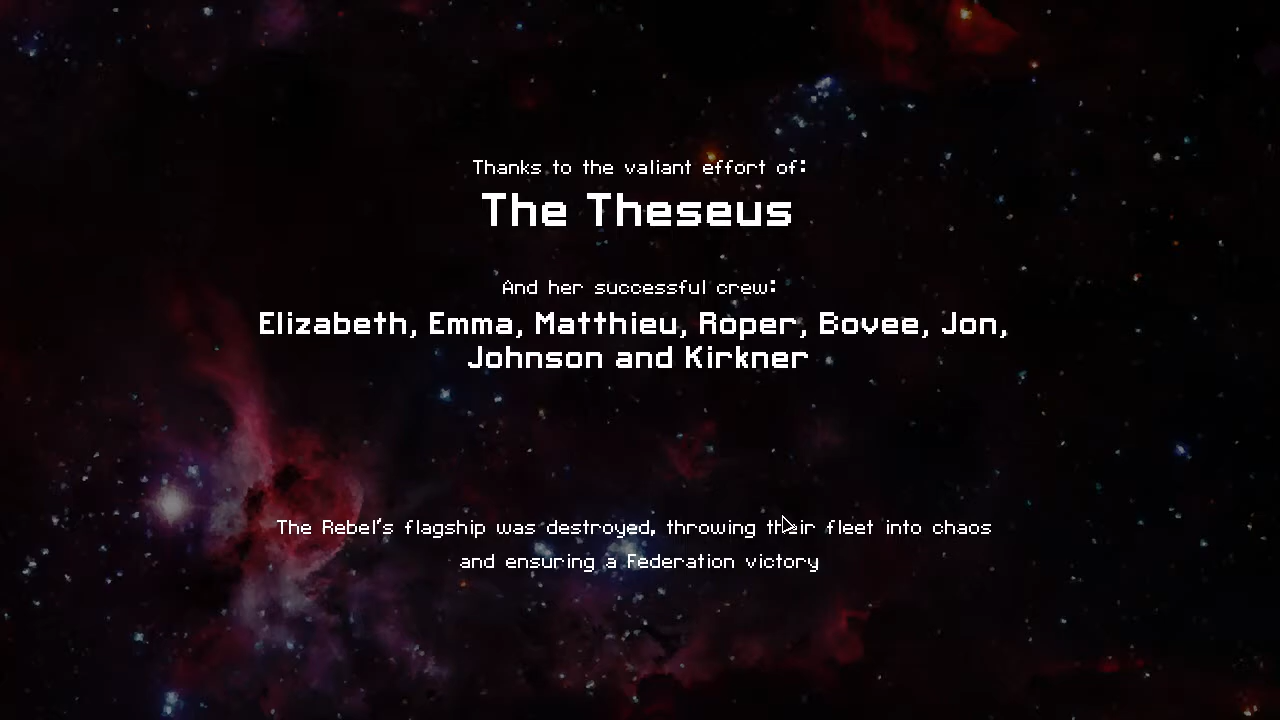 Thanks to the valiant effort of:
The Theseus
And her successful crew:
Elizabeth, Emma, Matthieu, Roper, Bovee, Jon,
Johnson and Kirkner
The Rebel's flagship was destroyed, throwing their fleet into chaos
and ensuring a Federation victory